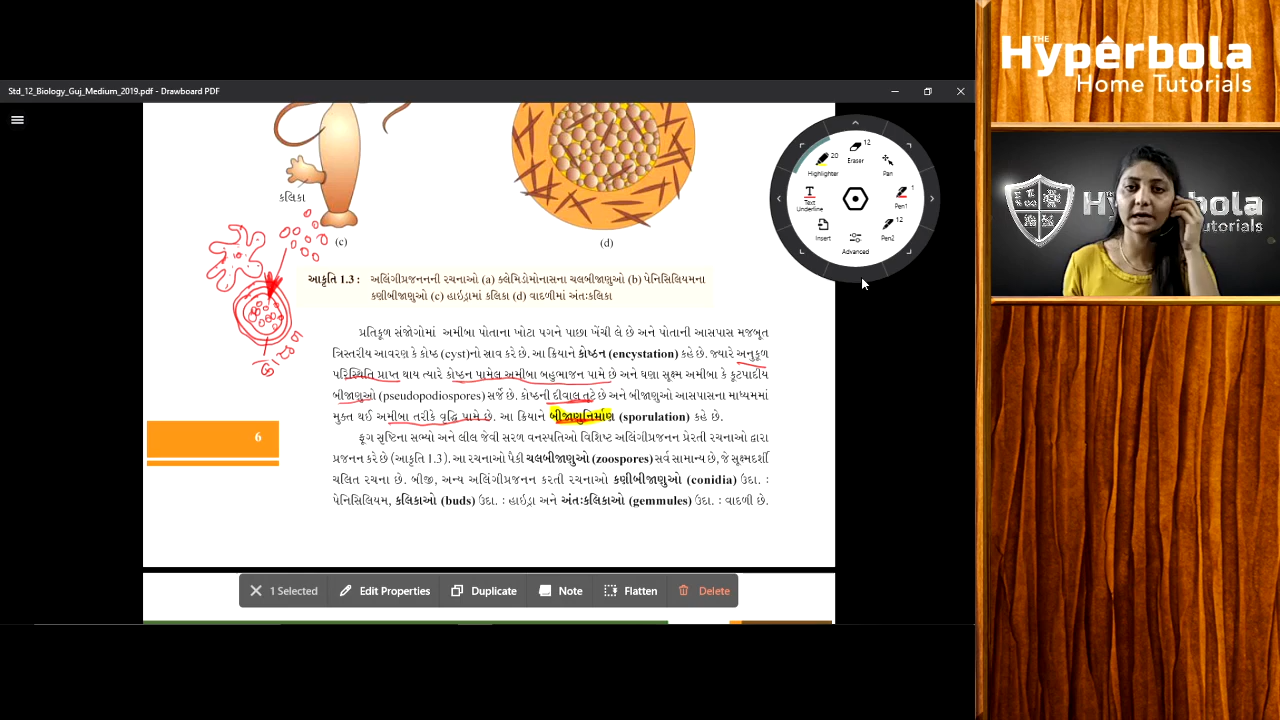 THE
Hypêrbola
Home Tutorials
Std_12_Biology_Guj_Medium_2019.pdf - Drawboard PDF
કલિકા
(c)
(d)
12
Eraser
20
Highlighter
Pan
Text Underline
1
Pen1
Insert
12
Pen2
Advanced
આકૃતિ 1.3 : અલિંગીપ્રજનનની રચનાઓ (a) ક્લેમિડોમોનાસના ચલબીજાણુઓ (b) પેનિસિલિયમના
કણીબીજાણુઓ (c) હાઇડ્રામાં કલિકા (d) વાદળીમાં અંતઃકલિકા
પ્રતિકૂળ સંજોગોમાં અમીબા પોતાના ખોટા પગને પાછા ખેંચી લે છે અને પોતાની આસપાસ મજબૂત
ત્રિસ્તરીય આવરણ કે કોષ્ઠ (cyst)નો સ્રાવ કરે છે. આ ક્રિયાને કોષ્ઠન (encystation) કહે છે. જ્યારે અનુકૂળ
પરિસ્થિતિ પ્રાપ્ત થાય ત્યારે કોષ્ઠન પામેલ અમીબા બહુભાજન પામે છે અને ઘણા સૂક્ષ્મ અમીબા કે કૂટપાદીય
બીજાણુઓ (pseudopodiospores) સર્જે છે. કોષ્ઠની દીવાલ તૂટે છે અને બીજાણુઓ આસપાસના માધ્યમમાં
મુક્ત થઈ અમીબા તરીકે વૃદ્ધિ પામે છે. આ ક્રિયાને બીજાણુનિર્માણ (sporulation) કહે છે.
ફૂગ સૃષ્ટિના સભ્યો અને લીલ જેવી સરળ વનસ્પતિઓ વિશિષ્ટ અલિંગીપ્રજનન પ્રેરતી રચનાઓ દ્વારા
પ્રજનન કરે છે (આકૃતિ 1.3). આ રચનાઓ પૈકી ચલબીજાણુઓ (zoospores) સર્વ સામાન્ય છે, જે સૂક્ષ્મદર્શી
ચલિત રચના છે. બીજી, અન્ય અલિંગીપ્રજનન કરતી રચનાઓ કણીબીજાણુઓ (conidia) ઉદા. :
પેનિસિલિયમ, કલિકાઓ (buds) ઉદા. : હાઇડ્રા અને અંતઃકલિકાઓ (gemmules) ઉદા. : વાદળી છે.
6
1 Selected
Edit Properties
Duplicate
Note
Flatten
Delete